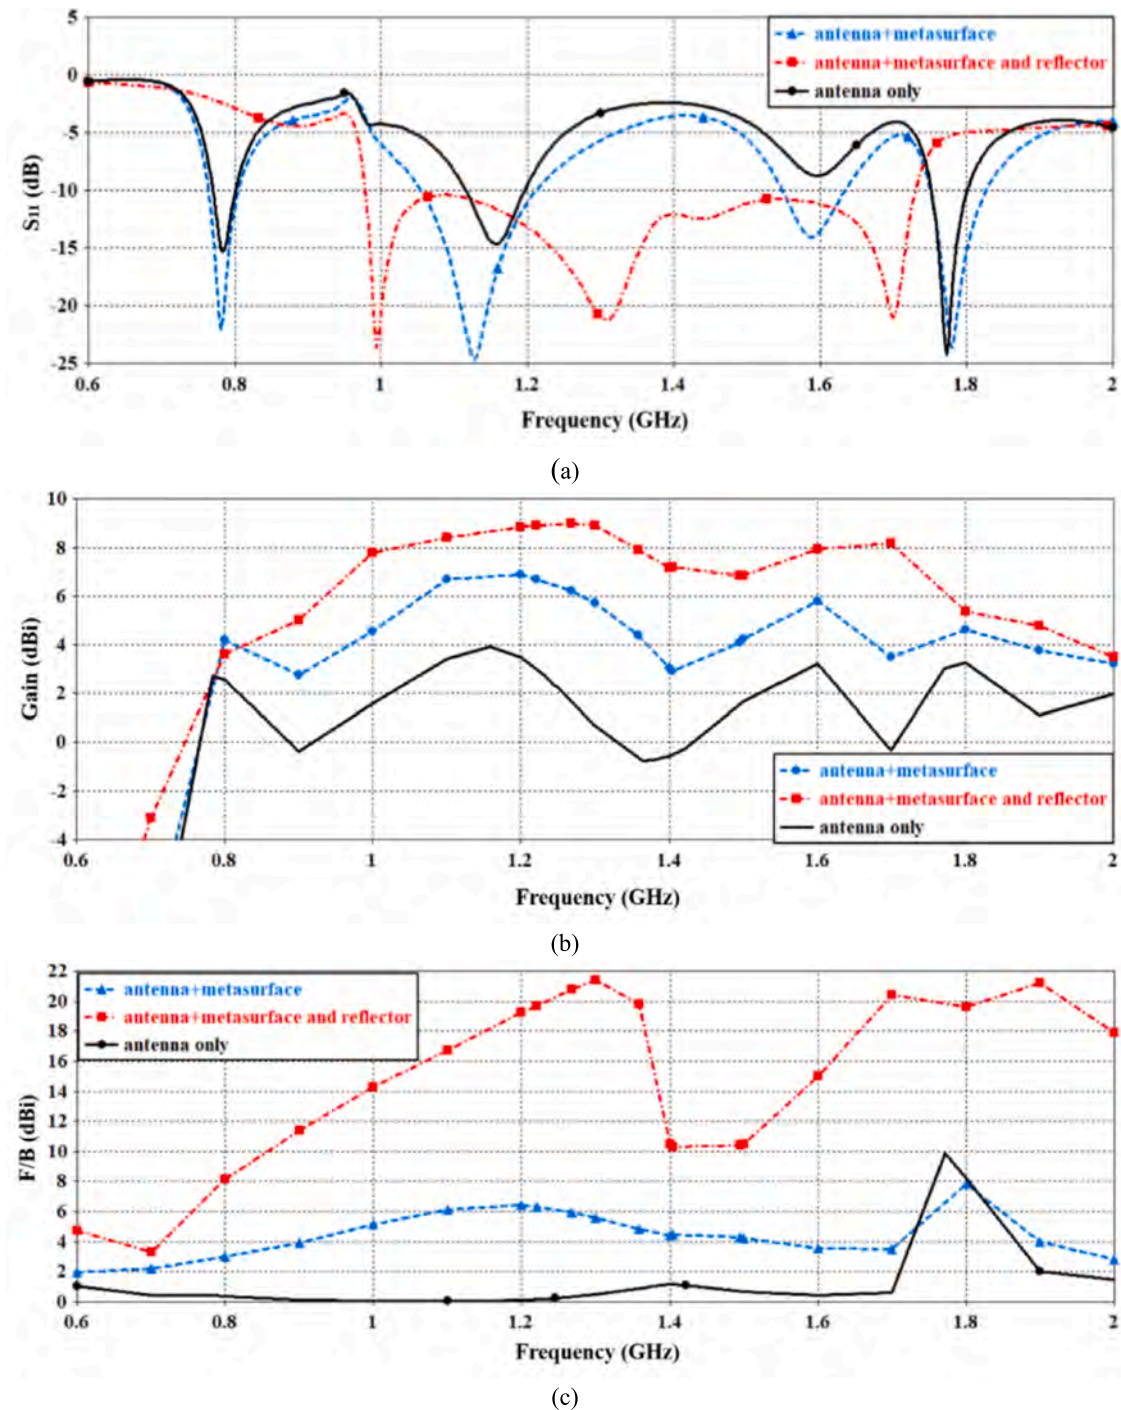 5
0
-5
-10
-15
-20
-25
S11 (dB)
antenna+metasurface
antenna+metasurface and reflector
antenna only
0.6 0.8 1 1.2 1.4 1.6 1.8 2
Frequency (GHz)
(a)
10
8
6
4
2
0
-2
-4
Gain (dBi)
antenna+metasurface
antenna+metasurface and reflector
antenna only
0.6 0.8 1 1.2 1.4 1.6 1.8 2
Frequency (GHz)
(b)
22
20
18
16
14
12
10
8
6
4
2
0
F/B (dBi)
antenna+metasurface
antenna+metasurface and reflector
antenna only
0.6 0.8 1 1.2 1.4 1.6 1.8 2
Frequency (GHz)
(c)